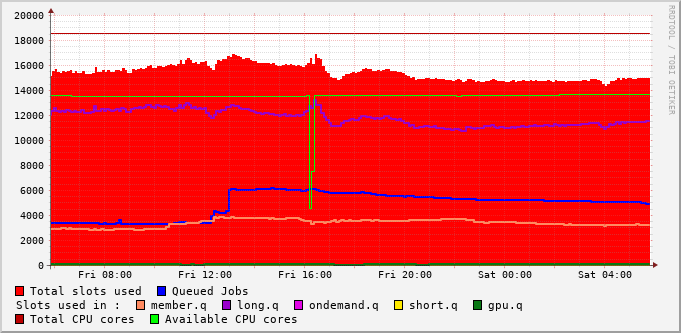 20000
18000
16000
14000
12000
10000
8000
6000
4000
2000
0
Fri 08:00 Fri 12:00 Fri 16:00 Fri 20:00 Sat 00:00 Sat 04:00
Total slots used Queued Jobs
Slots used in : member.q long.q ondemand.q short.q gpu.q
Total CPU cores Available CPU cores
RRDTOOL / TOBI OETIKER